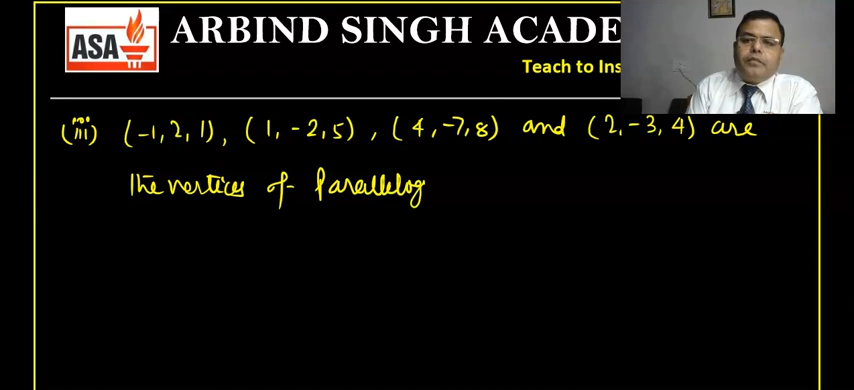 ASA
ARBIND SINGH ACADE
Teach to Ins
(iii) (-1, 2, 1), (1, -2, 5), (4, -7, 8) and (2, -3, 4) are
the vertices of Parallelog